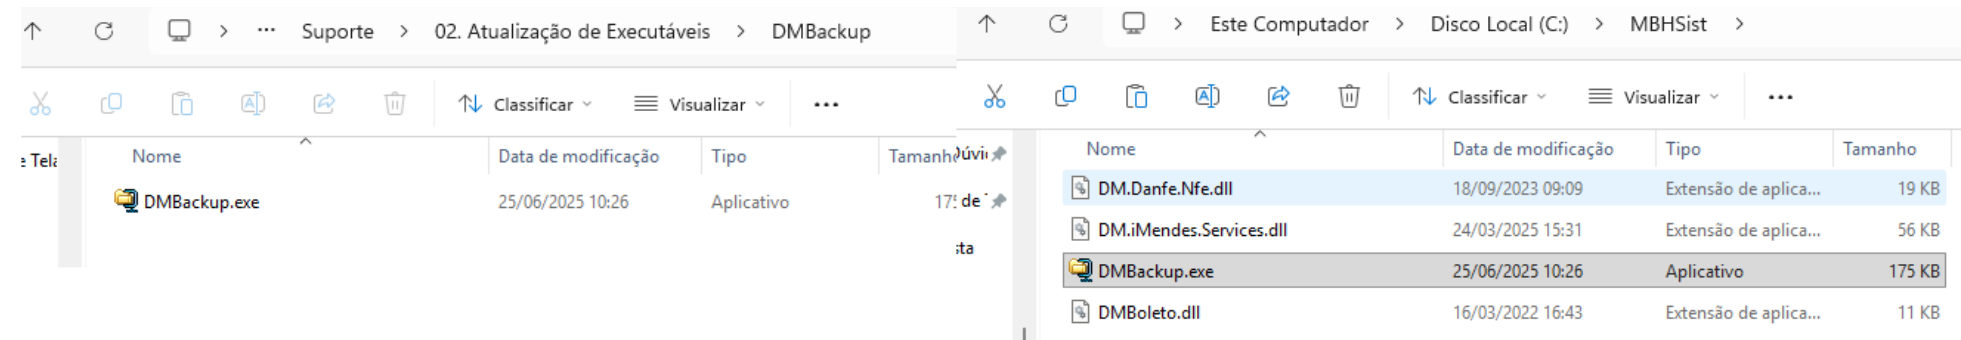 Suporte > 02. Atualização de Executáveis > DMBackup
Classificar Visualizar
e Tela
Nome Data de modificação Tipo Tamanho
DMBackup.exe 25/06/2025 10:26 Aplicativo 175
> Este Computador > Disco Local (C:) > MBHSist >
Classificar Visualizar
de
Nome Data de modificação Tipo Tamanho
DM.Danfe.Nfe.dll 18/09/2023 09:09 Extensão de aplica... 19 KB
DM.iMendes.Services.dll 24/03/2025 15:31 Extensão de aplica... 56 KB
DMBackup.exe 25/06/2025 10:26 Aplicativo 175 KB
DMBoleto.dll 16/03/2022 16:43 Extensão de aplica... 11 KB